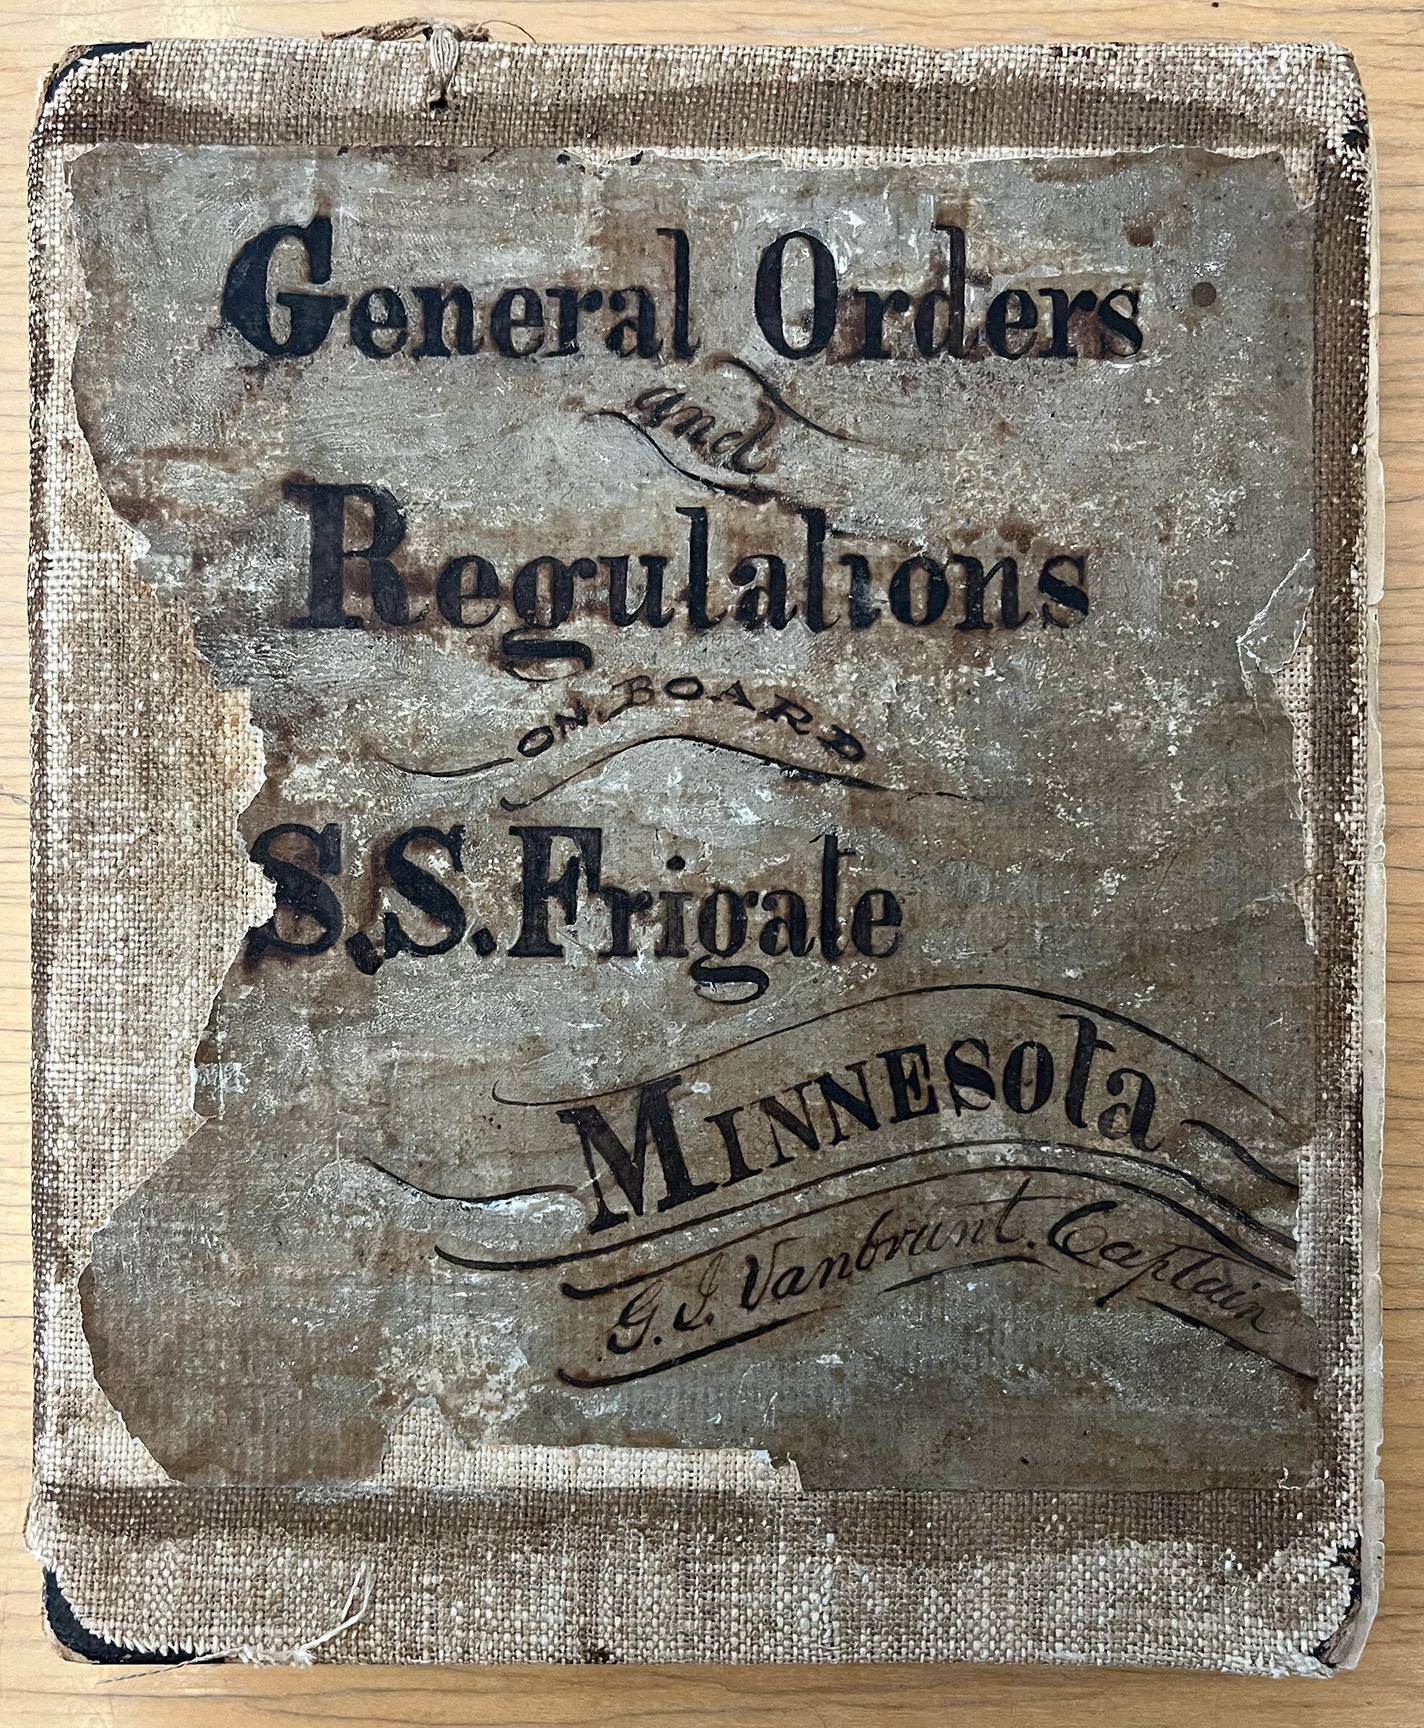 General Orders
and
Regulations
ON BOARD
S.S. Frigate
MINNESOta
G. J. Vanbrunt. Captain